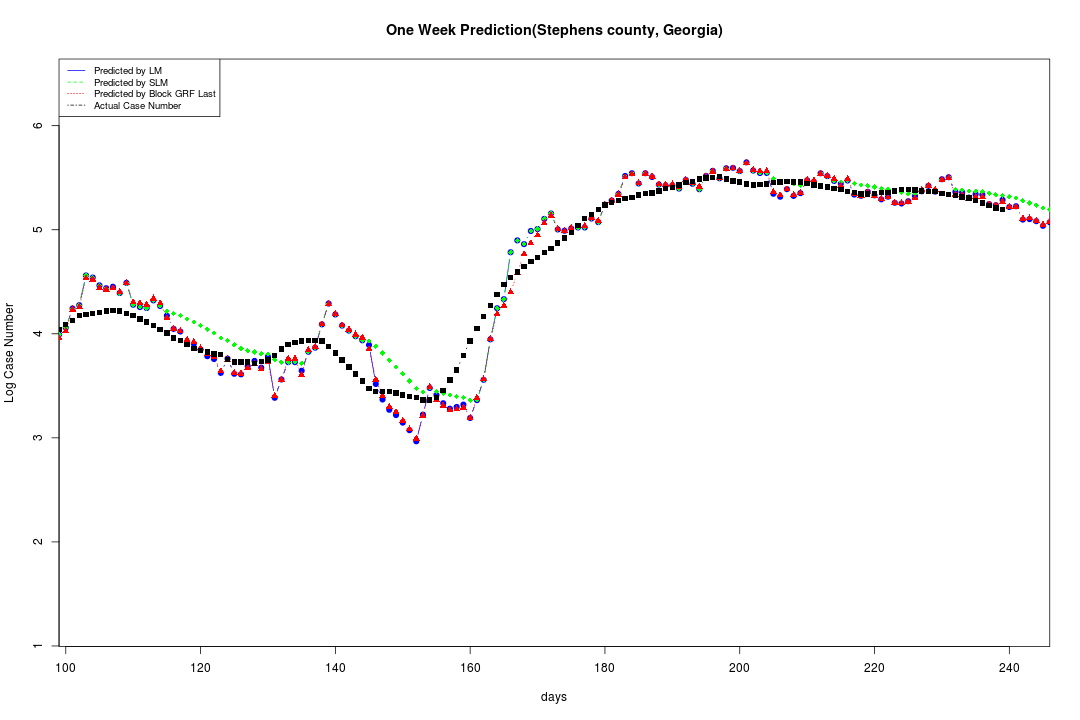 One Week Prediction(Stephens county, Georgia)
Predicted by LM
Predicted by SLM
Predicted by Block GRF Last
Actual Case Number
Log Case Number
6
5
4
3
2
1
100 120 140 160 180 200 220 240
days